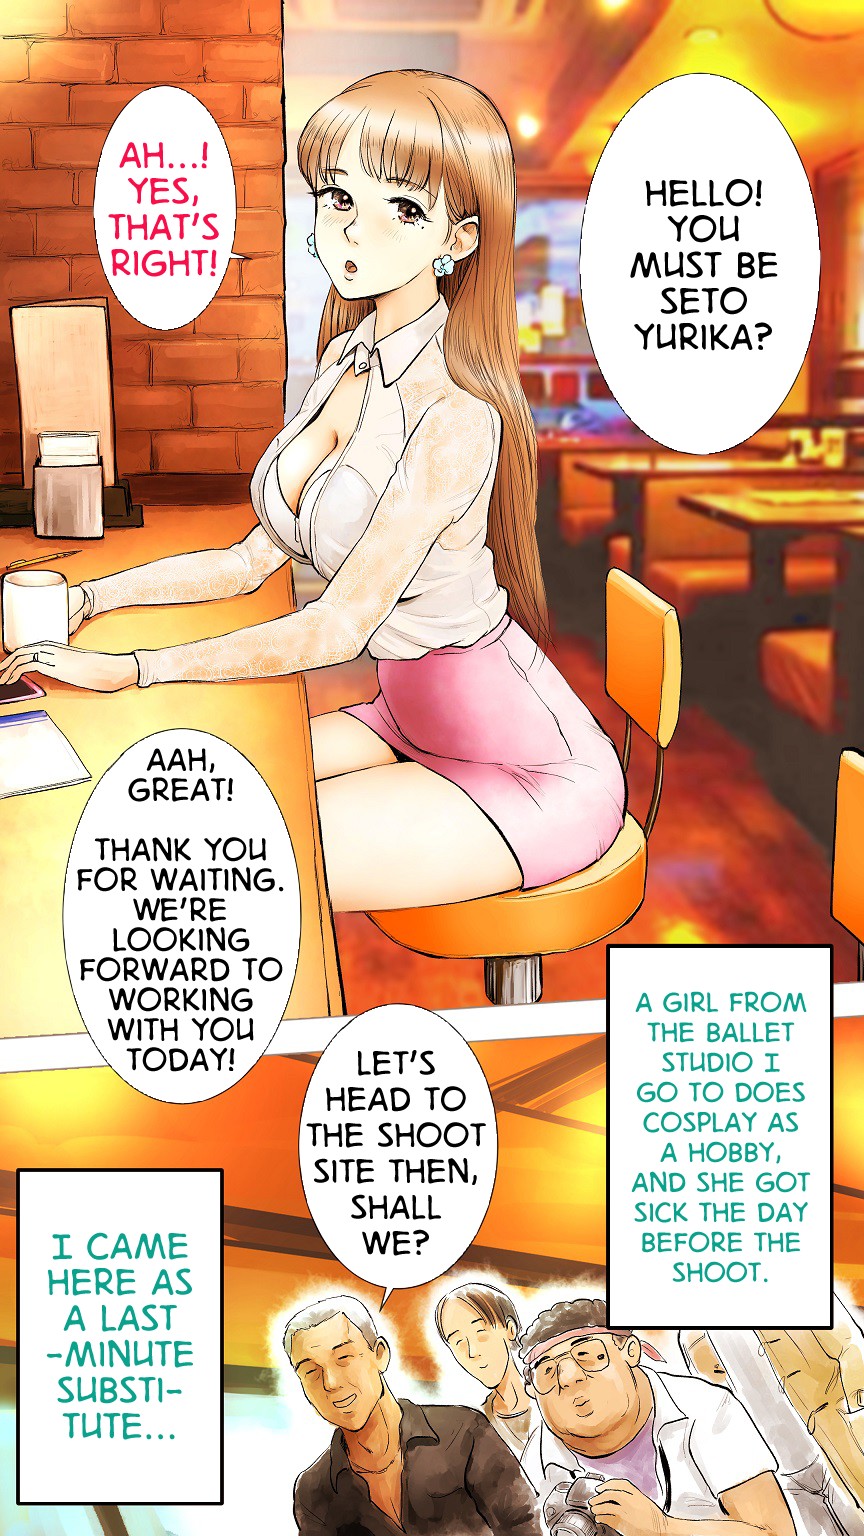 HELLO!
YOU
MUST BE
SETO
YURIKA?
AH...!
YES,
THAT'S
RIGHT!
AAH,
GREAT!
THANK YOU
FOR WAITING.
WE'RE
LOOKING
FORWARD TO
WORKING
WITH YOU
TODAY!
A GIRL FROM
THE BALLET
STUDIO I
GO TO DOES
COSPLAY AS
A HOBBY,
AND SHE GOT
SICK THE DAY
BEFORE THE
SHOOT.
LET'S
HEAD TO
THE SHOOT
SITE THEN,
SHALL
WE?
I CAME
HERE AS
A LAST
-MINUTE
SUBSTI-
TUTE...